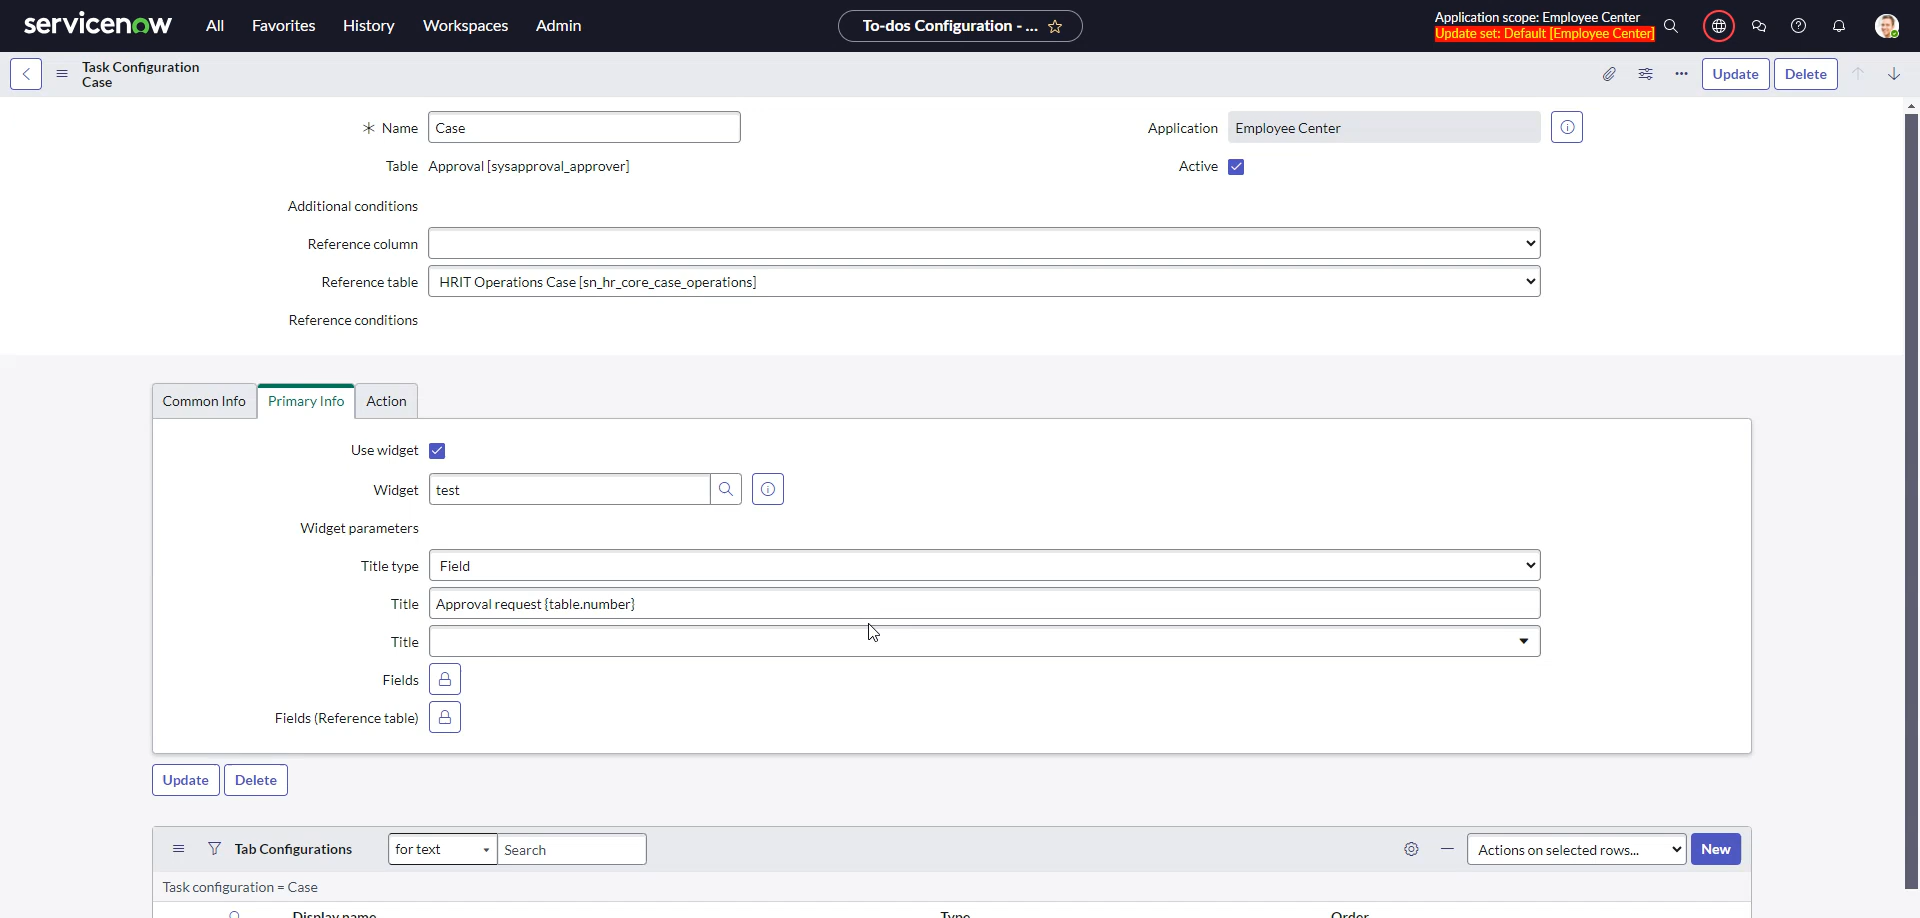 servicenow All Favorites History Workspaces Admin To-dos Configuration - ... Application scope: Employee Center
Update set: Default [Employee Center]
Task Configuration
Case
Update Delete
Name Case Application Employee Center
Table Approval [sysapproval_approver] Active
Additional conditions
Reference column
Reference table HRIT Operations Case [sn_hr_core_case_operations]
Reference conditions
Common Info Primary Info Action
Use widget
Widget test
Widget parameters
Title type Field
Title Approval request {table.number}
Title
Fields
Fields (Reference table)
Update Delete
Tab Configurations for text Search Actions on selected rows... New
Task configuration = Case
Display name Type Order